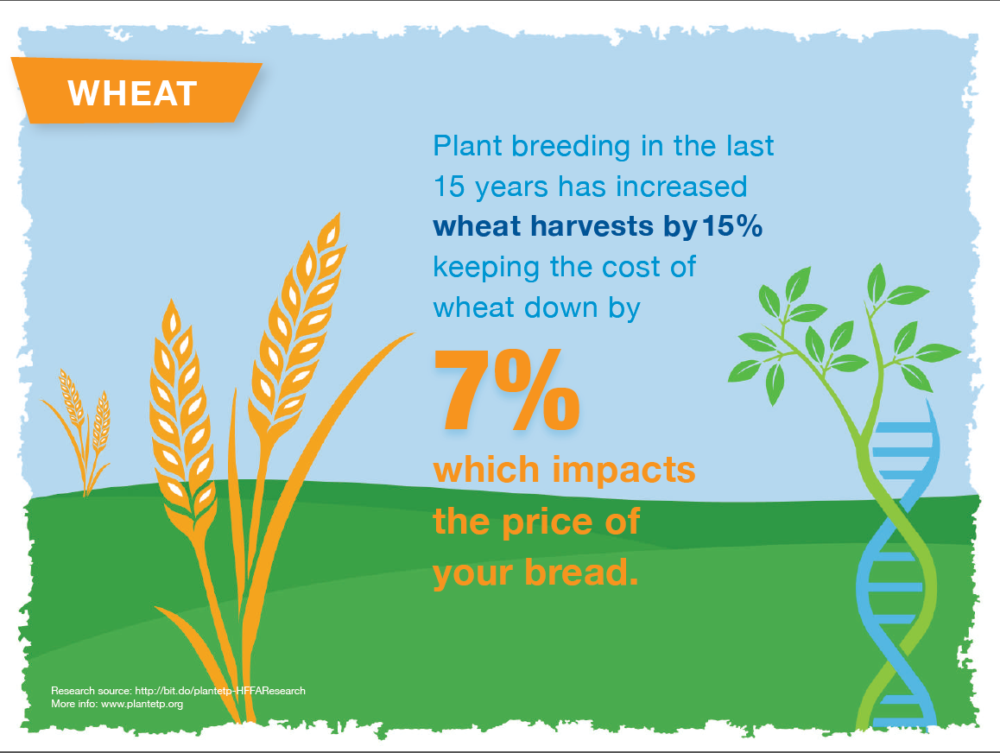 WHEAT
Plant breeding in the last
15 years has increased
wheat harvests by 15%
keeping the cost of
wheat down by
7%
which impacts
the price of
your bread.
Research source: http://bit.do/plantetp-HFFAResearch
More info: www.plantetp.org